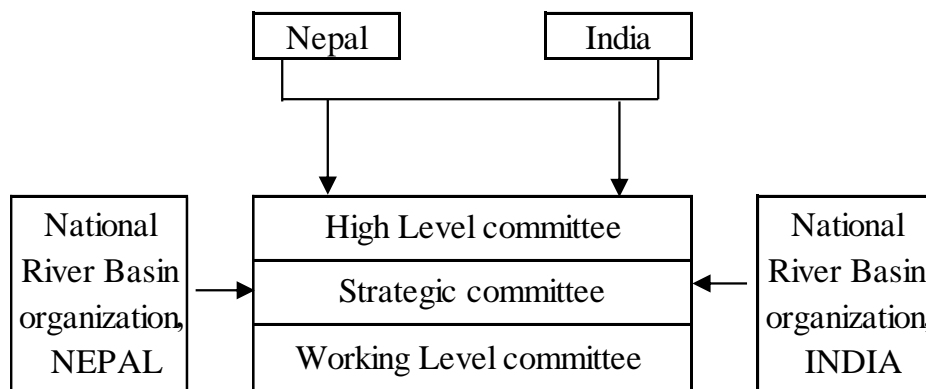 Nepal
India
High Level committee
Strategic committee
Working Level committee
National
River Basin
organization,
NEPAL
National
River Basin
organization,
INDIA